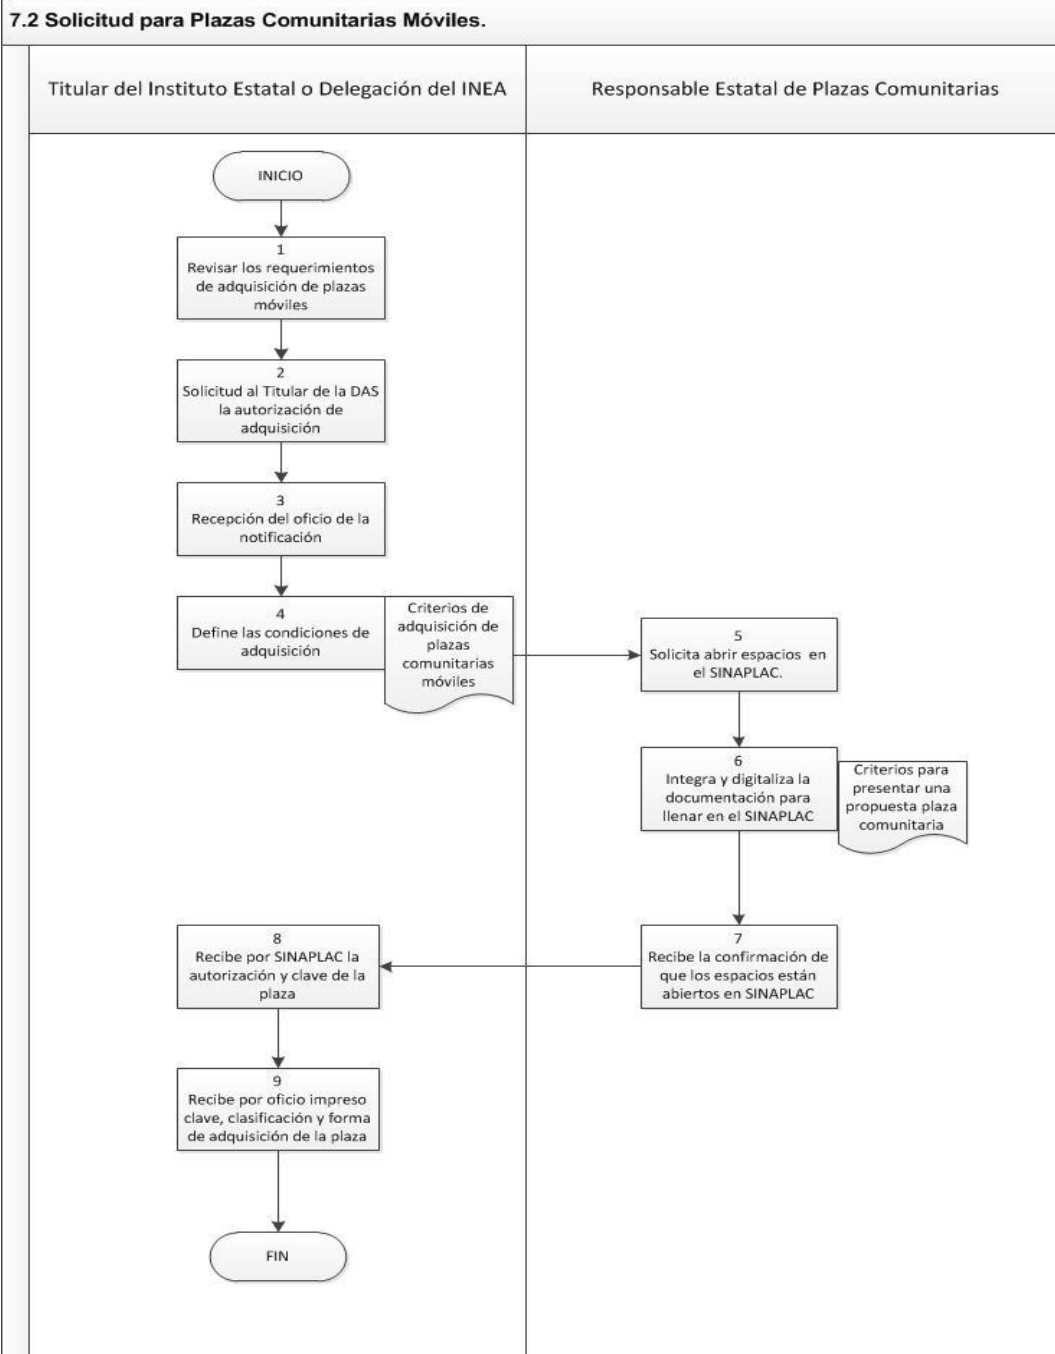 7.2 Solicitud para Plazas Comunitarias Móviles.
Titular del Instituto Estatal o Delegación del INEA
Responsable Estatal de Plazas Comunitarias
INICIO
1
Revisar los requerimientos
de adquisición de plazas
móviles
2
Solicitud al Titular de la DAS
la autorización de
adquisición
3
Recepción del oficio de la
notificación
4
Define las condiciones de
adquisición
Criterios de
adquisición de
plazas
comunitarias
móviles
5
Solicita abrir espacios en
el SINAPLAC.
6
Integra y digitaliza la
documentación para
llenar en el SINAPLAC
Criterios para
presentar una
propuesta plaza
comunitaria
7
Recibe la confirmación de
que los espacios están
abiertos en SINAPLAC
8
Recibe por SINAPLAC la
autorización y clave de la
plaza
9
Recibe por oficio impreso
clave, clasificación y forma
de adquisición de la plaza
FIN